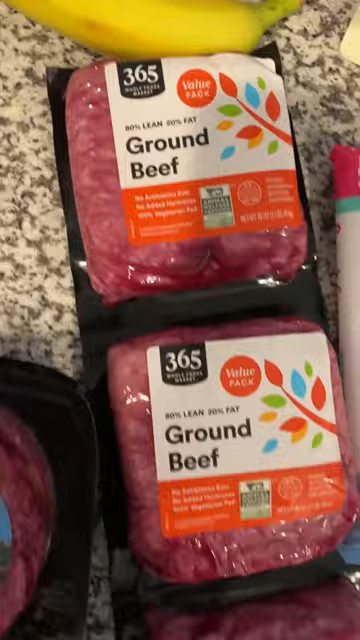 365
WHOLE FOODS
MARKET
Value
PACK
80% LEAN 20% FAT
Ground
Beef
No Antibiotics Ever
No Added Hormones
100% Vegetarian Fed
365
WHOLE FOODS
MARKET
Value
PACK
80% LEAN 20% FAT
Ground
Beef
No Antibiotics Ever
No Added Hormones
100% Vegetarian Fed